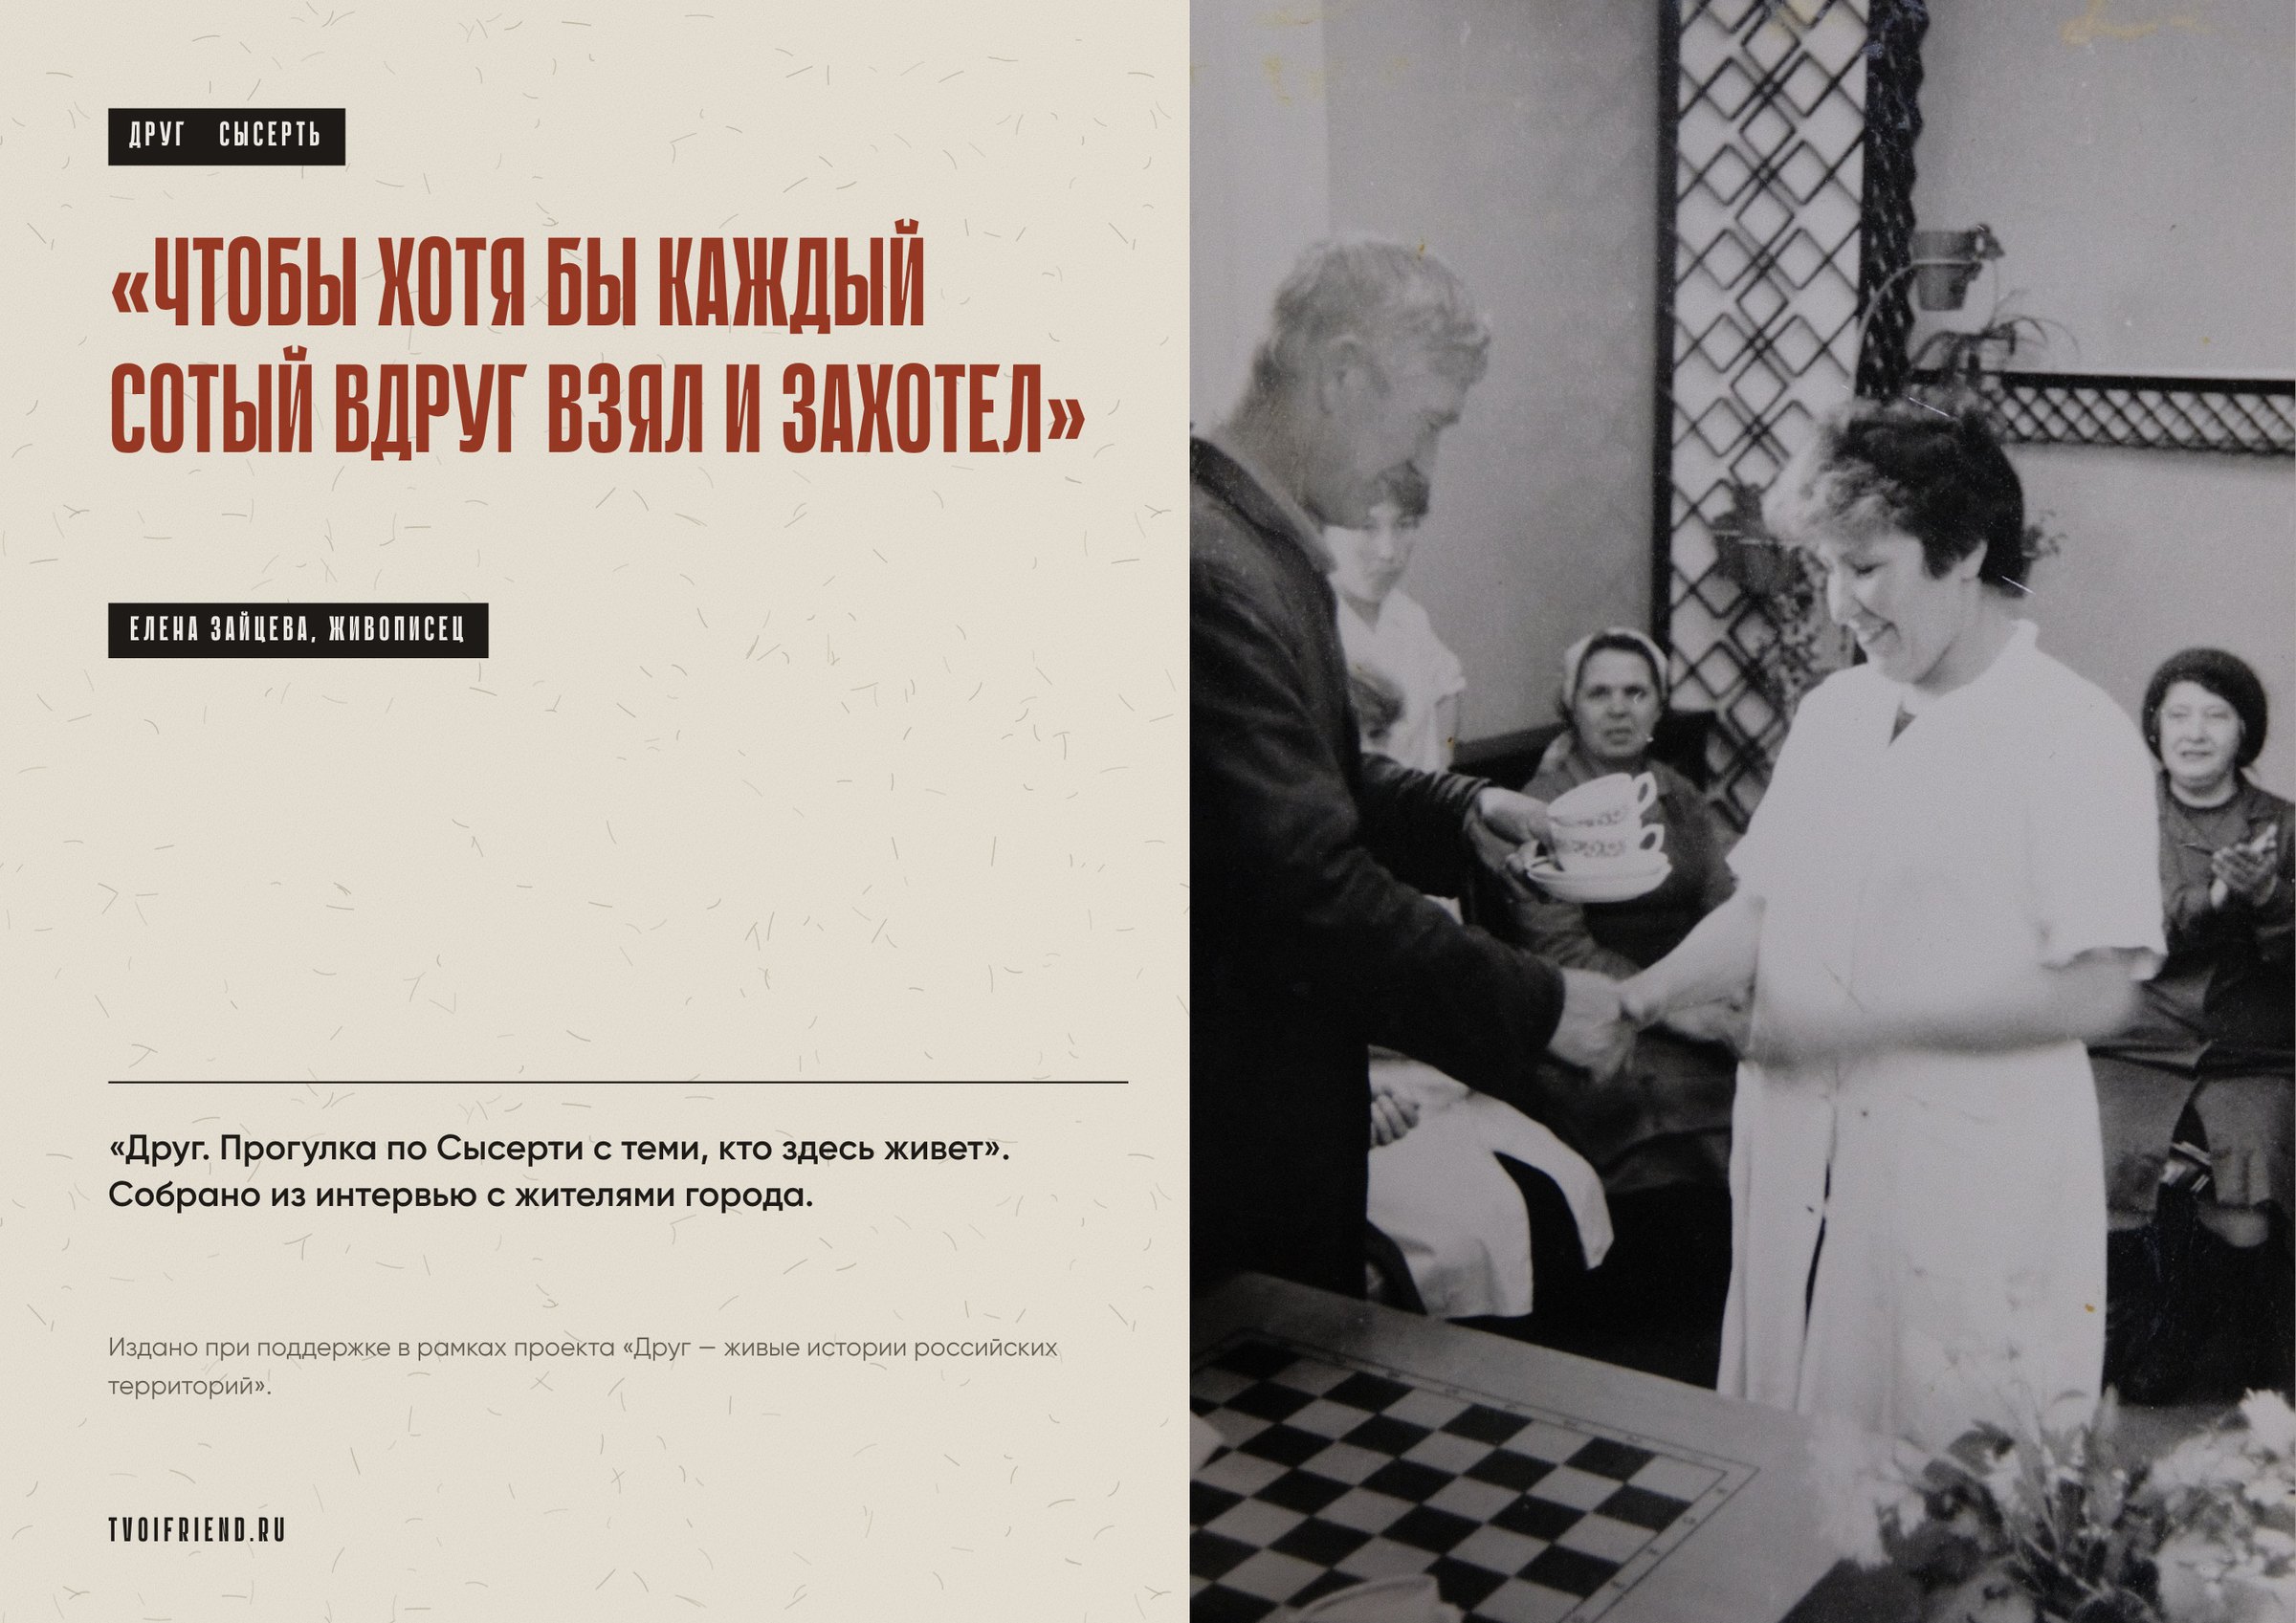 ДРУГ СЫСЕРТЬ
«ЧТОБЫ ХОТЯ БЫ КАЖДЫЙ
СОТЫЙ ВДРУГ ВЗЯЛ И ЗАХОТЕЛ»
ЕЛЕНА ЗАЙЦЕВА, ЖИВОПИСЕЦ
«Друг. Прогулка по Сысерти с теми, кто здесь живет».
Собрано из интервью с жителями города.
Издано при поддержке в рамках проекта «Друг — живые истории российских
территорий».
TVOIFRIEND.RU